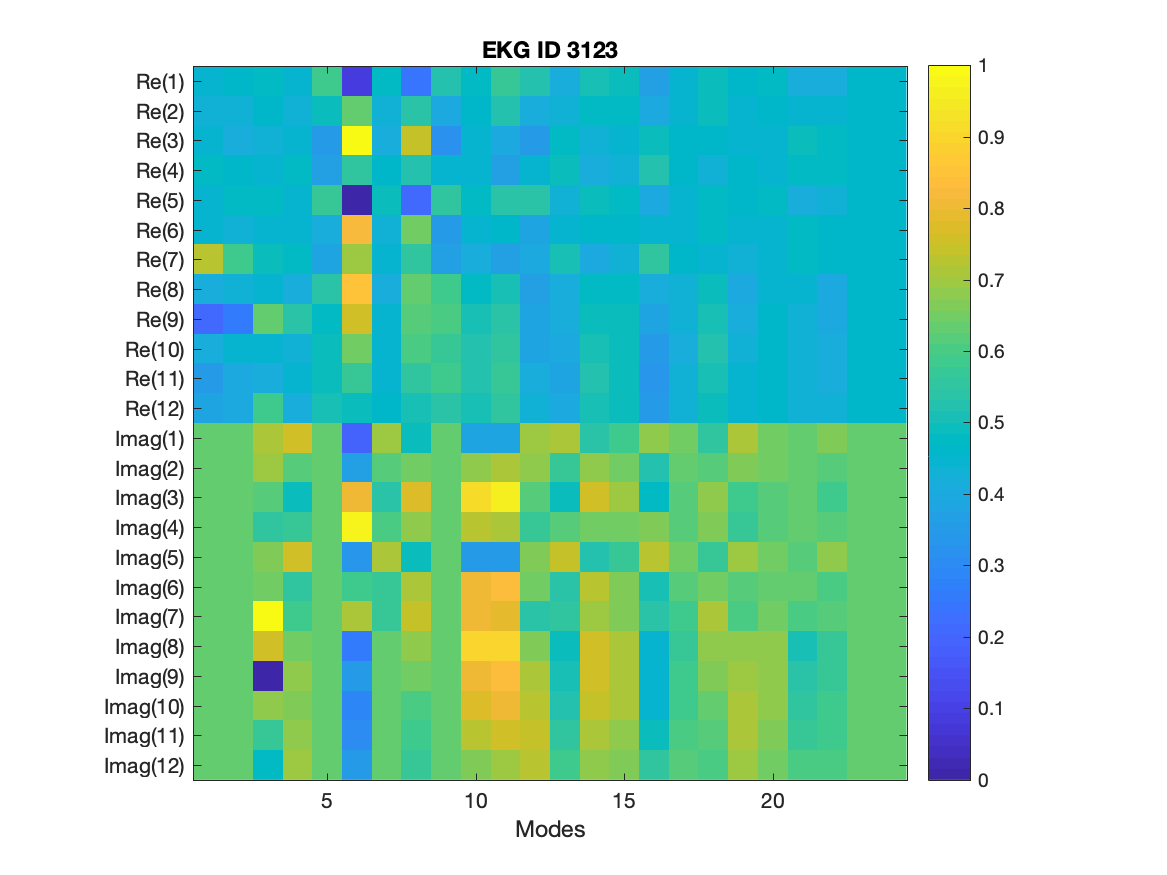 EKG ID 3123
Re(1)
Re(2)
Re(3)
Re(4)
Re(5)
Re(6)
Re(7)
Re(8)
Re(9)
Re(10)
Re(11)
Re(12)
Imag(1)
Imag(2)
Imag(3)
Imag(4)
Imag(5)
Imag(6)
Imag(7)
Imag(8)
Imag(9)
Imag(10)
Imag(11)
Imag(12)
5 10 15 20
Modes
1
0.9
0.8
0.7
0.6
0.5
0.4
0.3
0.2
0.1
0